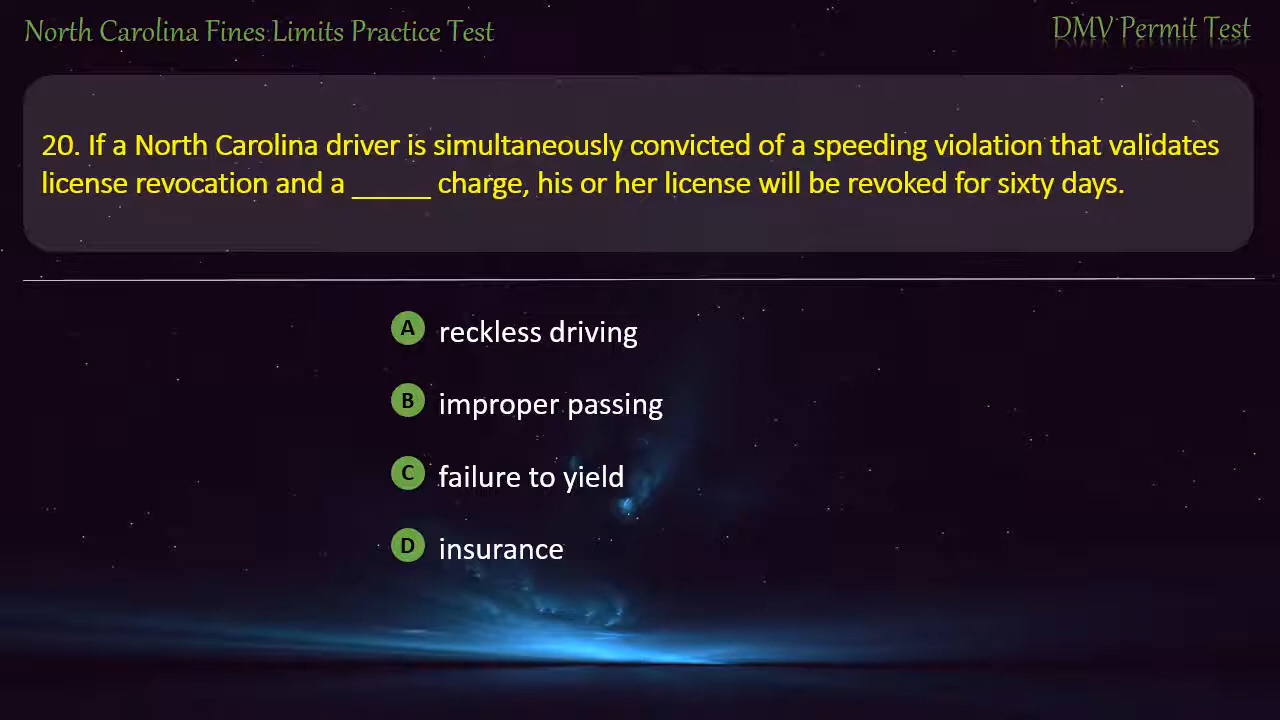 North Carolina Fines Limits Practice Test
DMV Permit Test
20. If a North Carolina driver is simultaneously convicted of a speeding violation that validates
license revocation and a _____ charge, his or her license will be revoked for sixty days.
A reckless driving
B improper passing
C failure to yield
D insurance